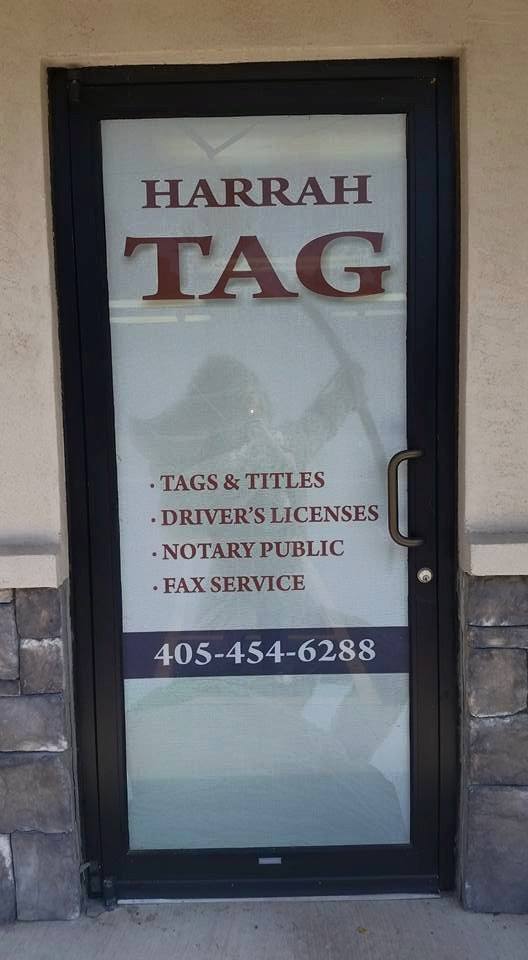 HARRAH
TAG
· TAGS & TITLES
· DRIVER'S LICENSES
· NOTARY PUBLIC
· FAX SERVICE
405-454-6288